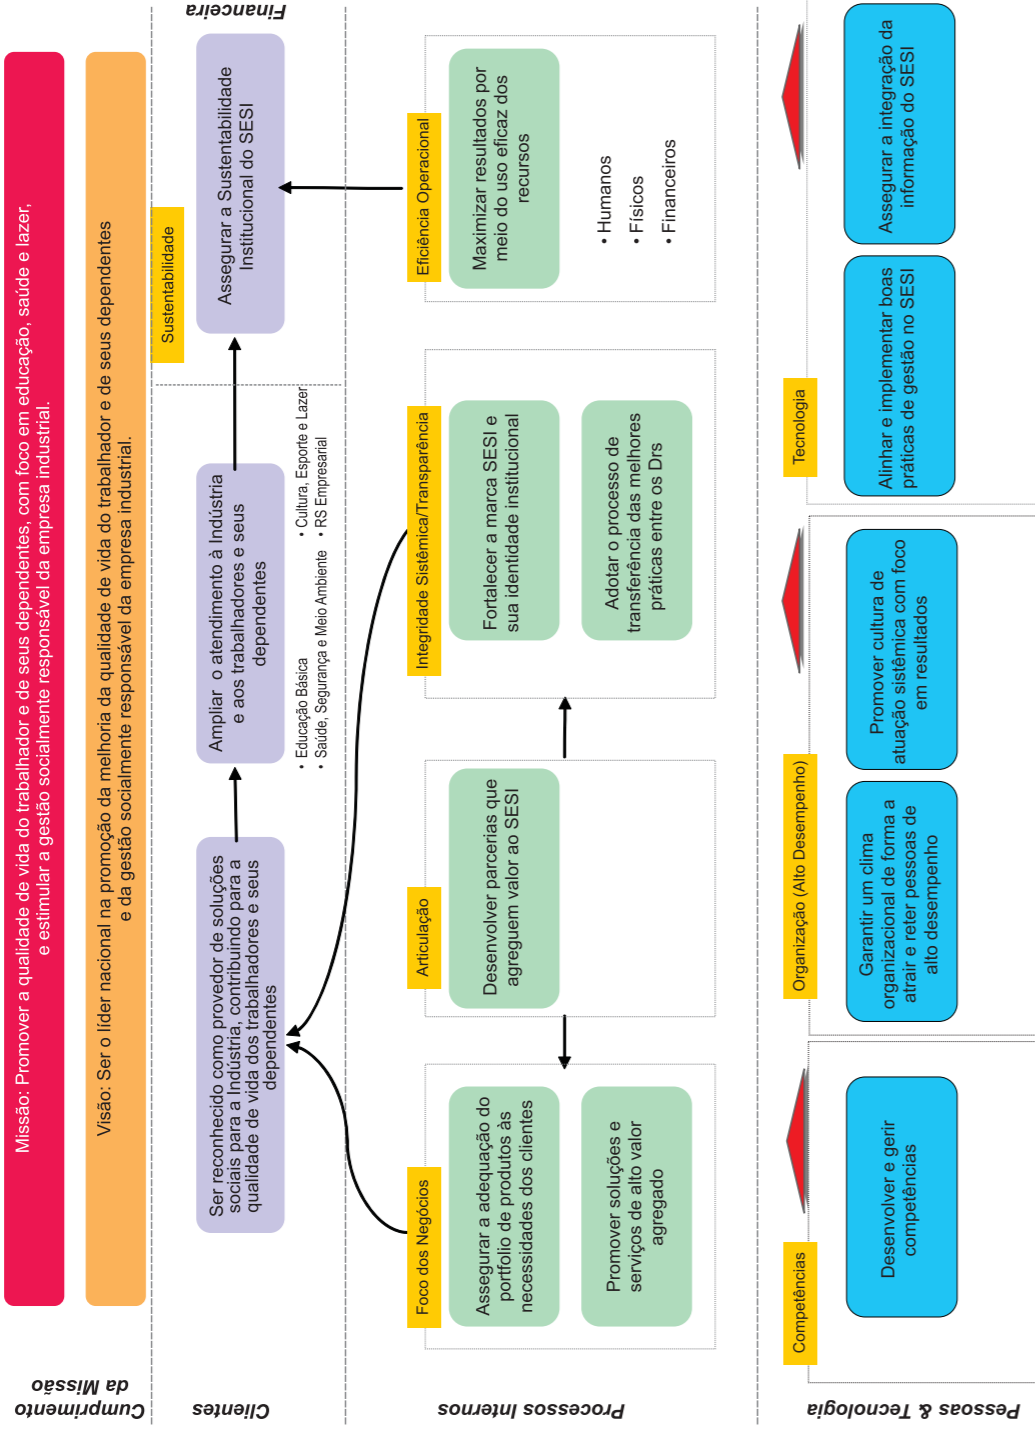 Cumprimento
da Missão
Missão: Promover a qualidade de vida do trabalhador e de seus dependentes, com foco em educação, saúde e lazer,
e estimular a gestão socialmente responsável da empresa industrial.
Visão: Ser o líder nacional na promoção da melhoria da qualidade de vida do trabalhador e de seus dependentes
e da gestão socialmente responsável da empresa industrial.
Clientes
Ser reconhecido como provedor de soluções
sociais para a Indústria, contribuindo para a
qualidade de vida dos trabalhadores e seus
dependentes
Ampliar o atendimento à Indústria
e aos trabalhadores e seus
dependentes
• Educação Básica
• Saúde, Segurança e Meio Ambiente
• Cultura, Esporte e Lazer
• RS Empresarial
Financeira
Sustentabilidade
Assegurar a Sustentabilidade
Institucional do SESI
Processos Internos
Foco dos Negócios
Assegurar a adequação do
portfolio de produtos às
necessidades dos clientes
Promover soluções e
serviços de alto valor
agregado
Articulação
Desenvolver parcerias que
agreguem valor ao SESI
Integridade Sistêmica/Transparência
Fortalecer a marca SESI e
sua identidade institucional
Adotar o processo de
transferência das melhores
práticas entre os Drs
Eficiência Operacional
Maximizar resultados por
meio do uso eficaz dos
recursos
• Humanos
• Físicos
• Financeiros
Pessoas & Tecnologia
Competências
Desenvolver e gerir
competências
Organização (Alto Desempenho)
Garantir um clima
organizacional de forma a
atrair e reter pessoas de
alto desempenho
Promover cultura de
atuação sistêmica com foco
em resultados
Tecnologia
Alinhar e implementar boas
práticas de gestão no SESI
Assegurar a integração da
informação do SESI